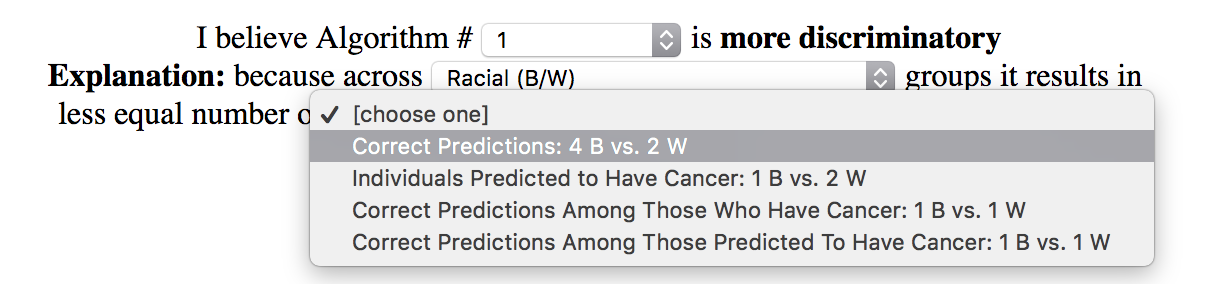 I believe Algorithm # 1 is more discriminatory
Explanation: because across Racial (B/W) groups it results in
less equal number o
✓ [choose one]
Correct Predictions: 4 B vs. 2 W
Individuals Predicted to Have Cancer: 1 B vs. 2 W
Correct Predictions Among Those Who Have Cancer: 1 B vs. 1 W
Correct Predictions Among Those Predicted To Have Cancer: 1 B vs. 1 W